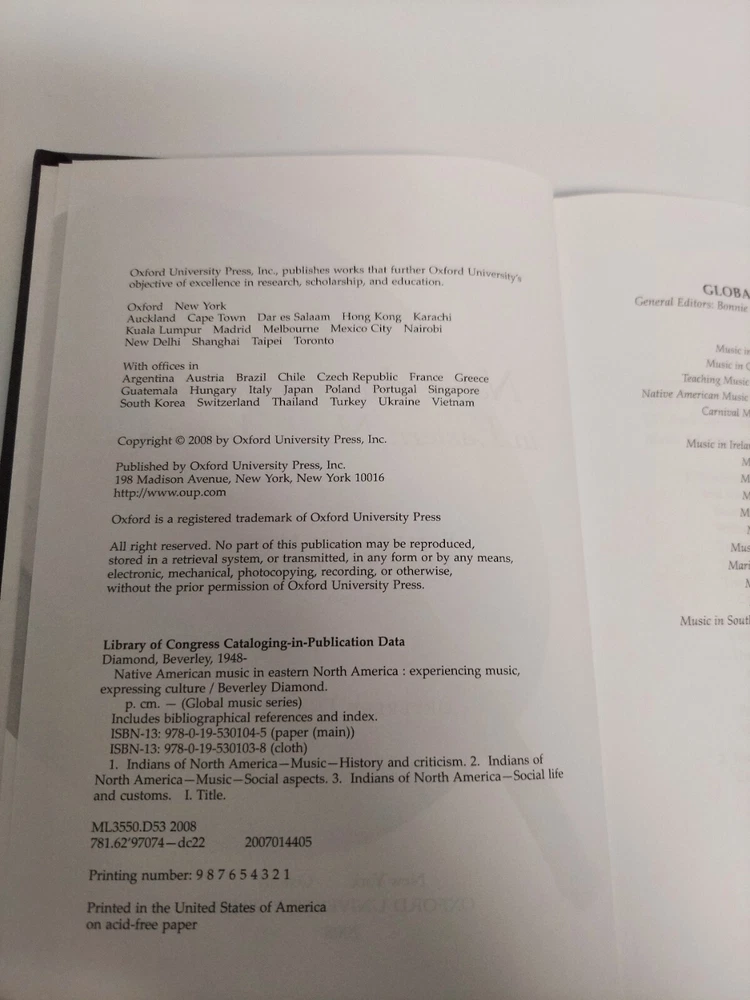 Oxford University Press, Inc., publishes works that further Oxford University's
objective of excellence in research, scholarship, and education.
Oxford New York
Auckland Cape Town Dar es Salaam Hong Kong Karachi
Kuala Lumpur Madrid Melbourne Mexico City Nairobi
New Delhi Shanghai Taipei Toronto
With offices in
Argentina Austria Brazil Chile Czech Republic France Greece
Guatemala Hungary Italy Japan Poland Portugal Singapore
South Korea Switzerland Thailand Turkey Ukraine Vietnam
Copyright © 2008 by Oxford University Press, Inc.
Published by Oxford University Press, Inc.
198 Madison Avenue, New York, New York 10016
http://www.oup.com
Oxford is a registered trademark of Oxford University Press
All right reserved. No part of this publication may be reproduced,
stored in a retrieval system, or transmitted, in any form or by any means,
electronic, mechanical, photocopying, recording, or otherwise,
without the prior permission of Oxford University Press.
Library of Congress Cataloging-in-Publication Data
Diamond, Beverley, 1948-
Native American music in eastern North America : experiencing music,
expressing culture / Beverley Diamond.
p. cm. — (Global music series)
Includes bibliographical references and index.
ISBN-13: 978-0-19-530104-5 (paper (main))
ISBN-13: 978-0-19-530103-8 (cloth)
1. Indians of North America—Music—History and criticism. 2. Indians of
North America—Music—Social aspects. 3. Indians of North America—Social life
and customs. I. Title.
ML3550.D53 2008
781.62'97074—dc22 2007014405
Printing number: 9 8 7 6 5 4 3 2 1
Printed in the United States of America
on acid-free paper
GLOBA
General Editors: Bonnie
Music in
Music in
Teaching Music
Native American Music
Carnival M
Music in Irela
M
M
M
M
Mus
Mari
Music in Sout